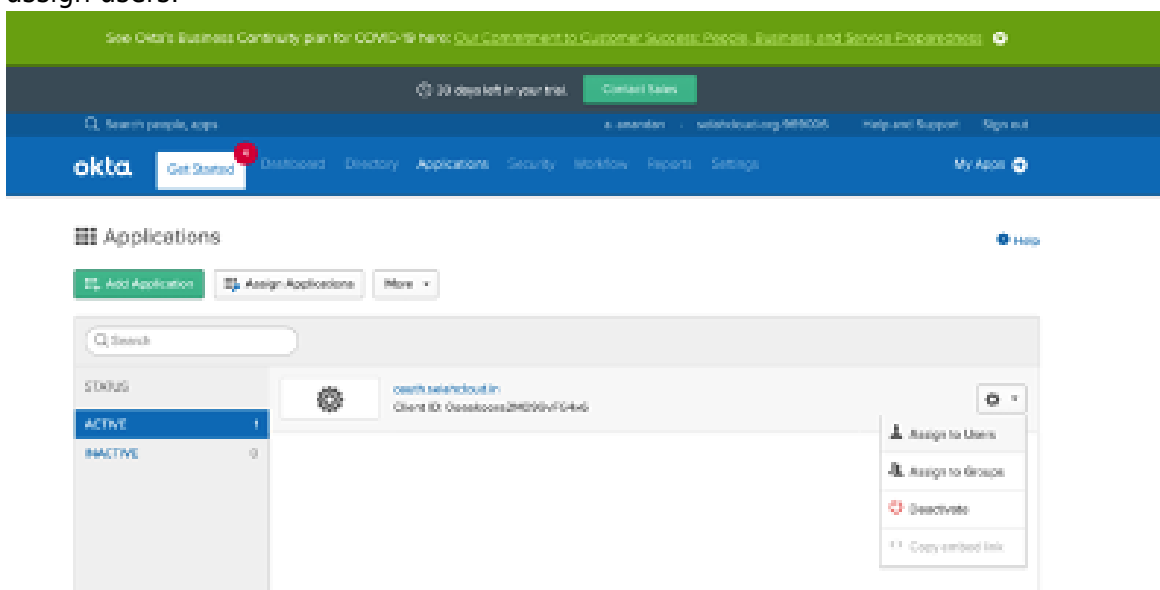 assign users.
See Okta's Business Continuity plan for COVID-19 here: Our Commitment to Customer Success: People, Business, and Service Preparedness
30 days left in your trial. Contact Sales
Search people, apps Help and Support Sign out
okta Get Started Dashboard Directory Applications Security Workflow Reports Settings My Apps
Applications
Help
Add Application Assign Applications More
Search
STATUS
Client ID:
ACTIVE 1
INACTIVE 0
Assign to Users
Assign to Groups
Deactivate
Copy embed link